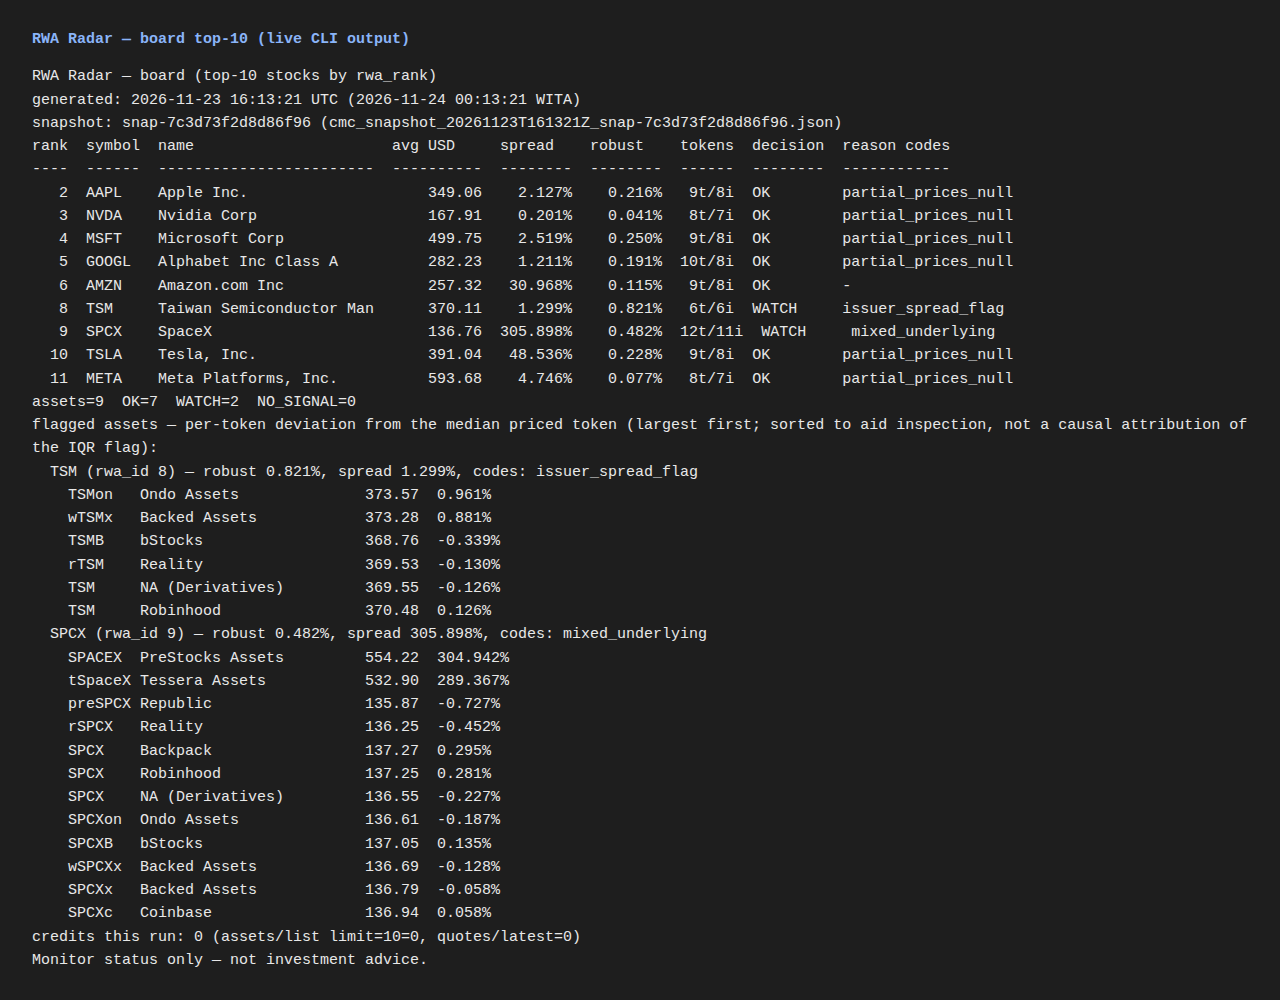 RWA Radar — board top-10 (live CLI output)
RWA Radar — board (top-10 stocks by rwa_rank)
generated: 2026-11-23 16:13:21 UTC (2026-11-24 00:13:21 WITA)
snapshot: snap-7c3d73f2d8d86f96 (cmc_snapshot_20261123T161321Z_snap-7c3d73f2d8d86f96.json)
rank  symbol  name                      avg USD     spread    robust    tokens  decision  reason codes
----  ------  ------------------------  ----------  --------  --------  ------  --------  ------------
   2  AAPL    Apple Inc.                    349.06    2.127%    0.216%   9t/8i  OK        partial_prices_null
   3  NVDA    Nvidia Corp                   167.91    0.201%    0.041%   8t/7i  OK        partial_prices_null
   4  MSFT    Microsoft Corp                499.75    2.519%    0.250%   9t/8i  OK        partial_prices_null
   5  GOOGL   Alphabet Inc Class A          282.23    1.211%    0.191%  10t/8i  OK        partial_prices_null
   6  AMZN    Amazon.com Inc                257.32   30.968%    0.115%   9t/8i  OK        -
   8  TSM     Taiwan Semiconductor Man      370.11    1.299%    0.821%   6t/6i  WATCH     issuer_spread_flag
   9  SPCX    SpaceX                        136.76  305.898%    0.482%  12t/11i  WATCH     mixed_underlying
  10  TSLA    Tesla, Inc.                   391.04   48.536%    0.228%   9t/8i  OK        partial_prices_null
  11  META    Meta Platforms, Inc.          593.68    4.746%    0.077%   8t/7i  OK        partial_prices_null
assets=9  OK=7  WATCH=2  NO_SIGNAL=0
flagged assets — per-token deviation from the median priced token (largest first; sorted to aid inspection, not a causal attribution of
the IQR flag):
  TSM (rwa_id 8) — robust 0.821%, spread 1.299%, codes: issuer_spread_flag
    TSMon   Ondo Assets              373.57  0.961%
    wTSMx   Backed Assets            373.28  0.881%
    TSMB    bStocks                  368.76  -0.339%
    rTSM    Reality                  369.53  -0.130%
    TSM     NA (Derivatives)         369.55  -0.126%
    TSM     Robinhood                370.48  0.126%
  SPCX (rwa_id 9) — robust 0.482%, spread 305.898%, codes: mixed_underlying
    SPACEX  PreStocks Assets         554.22  304.942%
    tSpaceX Tessera Assets           532.90  289.367%
    preSPCX Republic                 135.87  -0.727%
    rSPCX   Reality                  136.25  -0.452%
    SPCX    Backpack                 137.27  0.295%
    SPCX    Robinhood                137.25  0.281%
    SPCX    NA (Derivatives)         136.55  -0.227%
    SPCXon  Ondo Assets              136.61  -0.187%
    SPCXB   bStocks                  137.05  0.135%
    wSPCXx  Backed Assets            136.69  -0.128%
    SPCXx   Backed Assets            136.79  -0.058%
    SPCXc   Coinbase                 136.94  0.058%
credits this run: 0 (assets/list limit=10=0, quotes/latest=0)
Monitor status only — not investment advice.